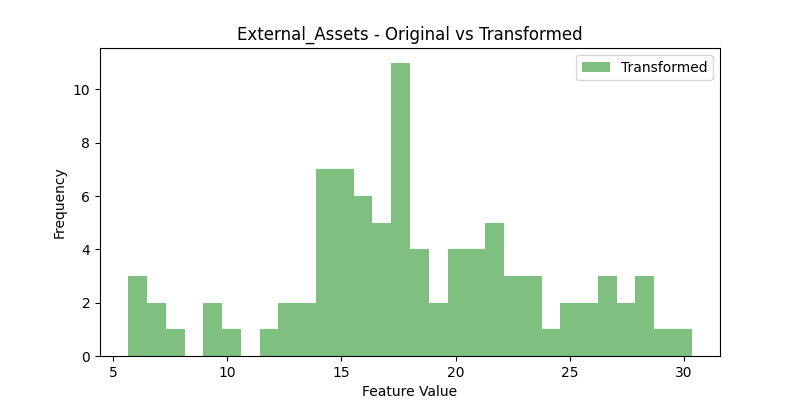 External_Assets - Original vs Transformed
Transformed
Frequency
10
8
6
4
2
0
5 10 15 20 25 30
Feature Value